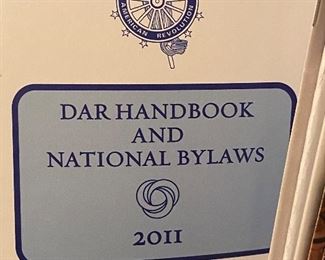 AMERICAN REVOLUTION
DAR HANDBOOK
AND
NATIONAL BYLAWS
2011